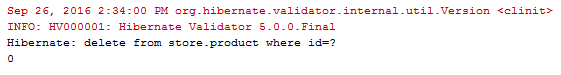 Sep 26, 2016 2:34:00 PM org.hibernate.validator.internal.util.Version <clinit>
INFO: HV000001: Hibernate Validator 5.0.0.Final
Hibernate: delete from store.product where id=?
0